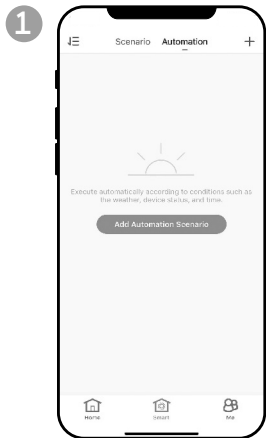 1
Scenario Automation
Execute automatically according to conditions such as
the weather, device status, and time.
Add Automation Scenario
Home Smart Me